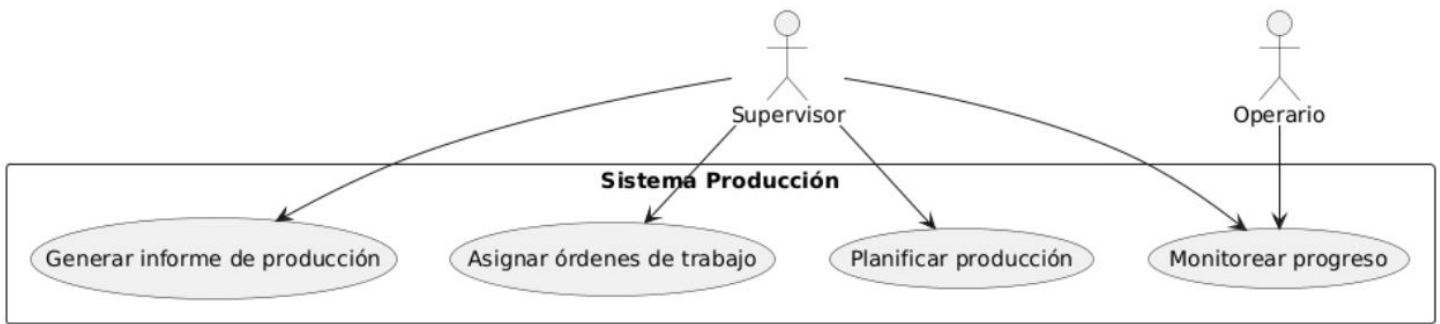 Supervisor
Operario
Sistema Producción
Generar informe de producción
Asignar órdenes de trabajo
Planificar producción
Monitorear progreso